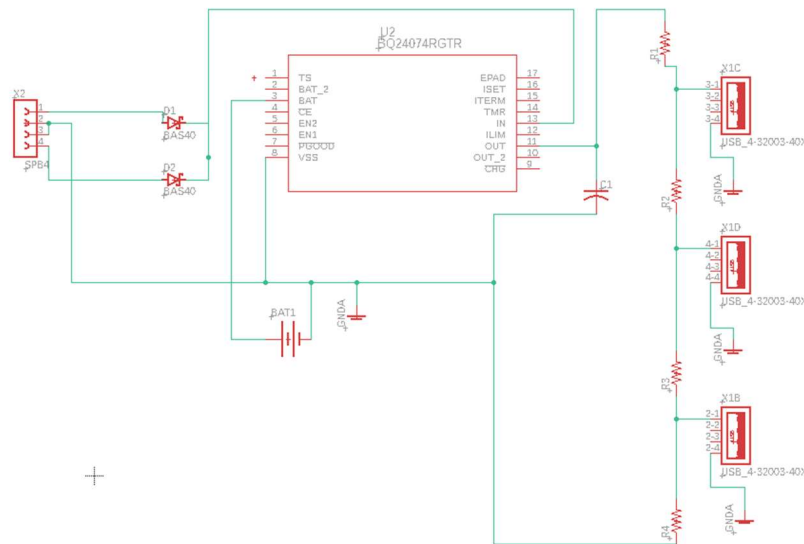 U2
BQ24074RGTR
1 TS EPAD 17
2 BAT_2 ISET 16
3 BAT ITERM 15
4 CE TMR 14
5 EN2 IN 13
6 EN1 ILIM 12
7 PGOOD OUT 11
8 VSS OUT_2 10
CHG 9
X2
1
2
3
4
SPB4
D1
BAS40
D2
BAS40
BAT1
GNDA
C1
R1
X1C
3-1
3-2
3-3
3-4
USB_4-32003-40X
GNDA
R2
X1D
4-1
4-2
4-3
4-4
USB_4-32003-40X
GNDA
R3
X1B
2-1
2-2
2-3
2-4
USB_4-32003-40X
GNDA
R4